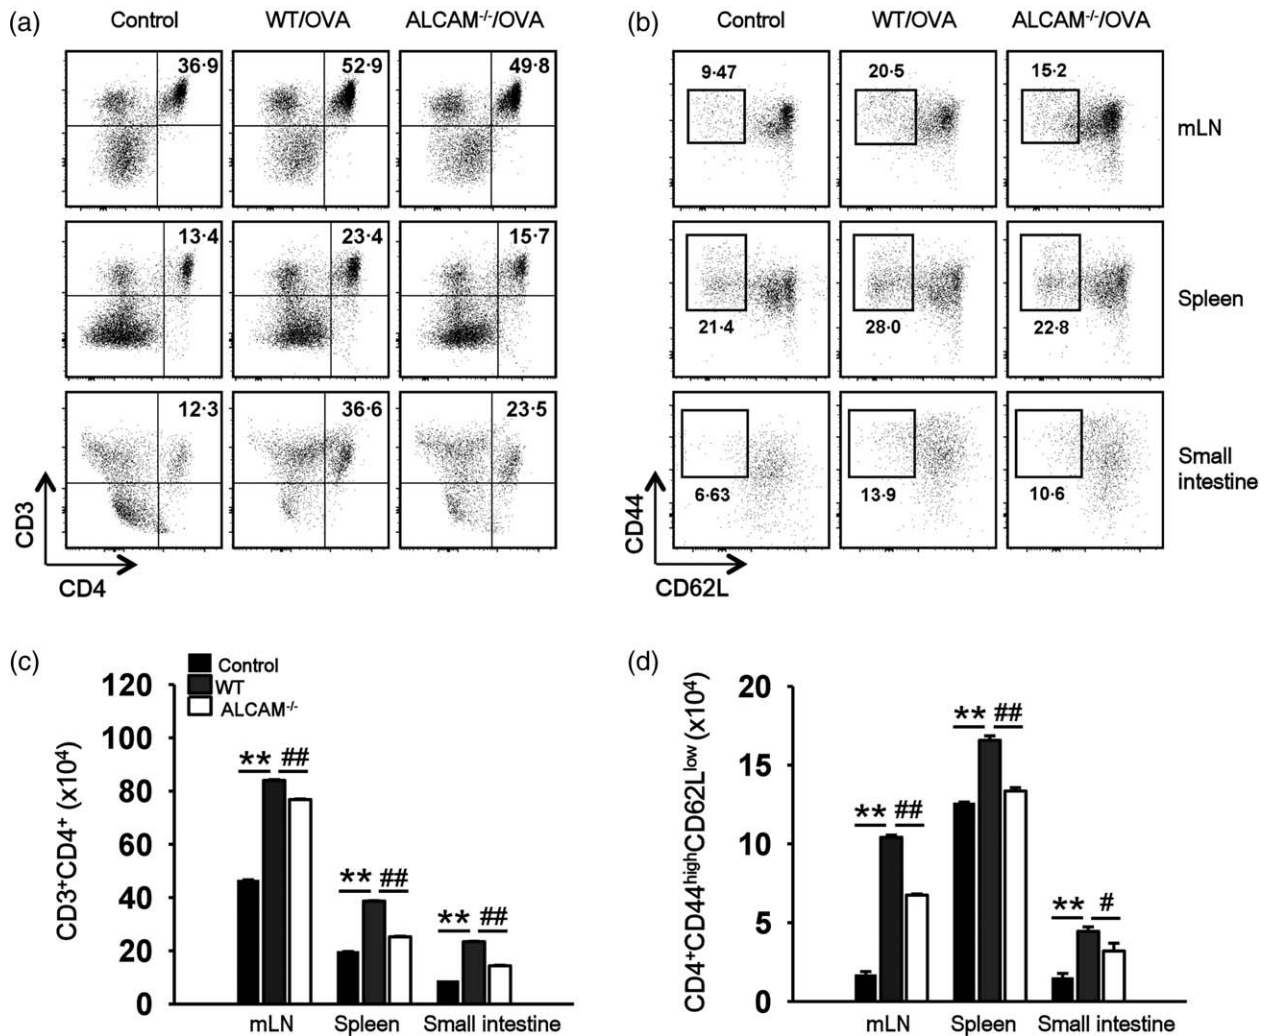 (a) Control WT/OVA ALCAM⁻/⁻/OVA
36·9 52·9 49·8
13·4 23·4 15·7
12·3 36·6 23·5
CD3
CD4
(b) Control WT/OVA ALCAM⁻/⁻/OVA
9·47 20·5 15·2 mLN
21·4 28·0 22·8 Spleen
6·63 13·9 10·6 Small
intestine
CD44
CD62L
(c)
Control
WT
ALCAM⁻/⁻
CD3⁺CD4⁺ (x10⁴)
120
100
80
60
40
20
0
** ##
** ##
** ##
mLN Spleen Small intestine
(d)
CD4⁺CD44ʰⁱᵍʰCD62Lˡᵒʷ (x10⁴)
20
15
10
5
0
** ##
** ##
** #
mLN Spleen Small intestine